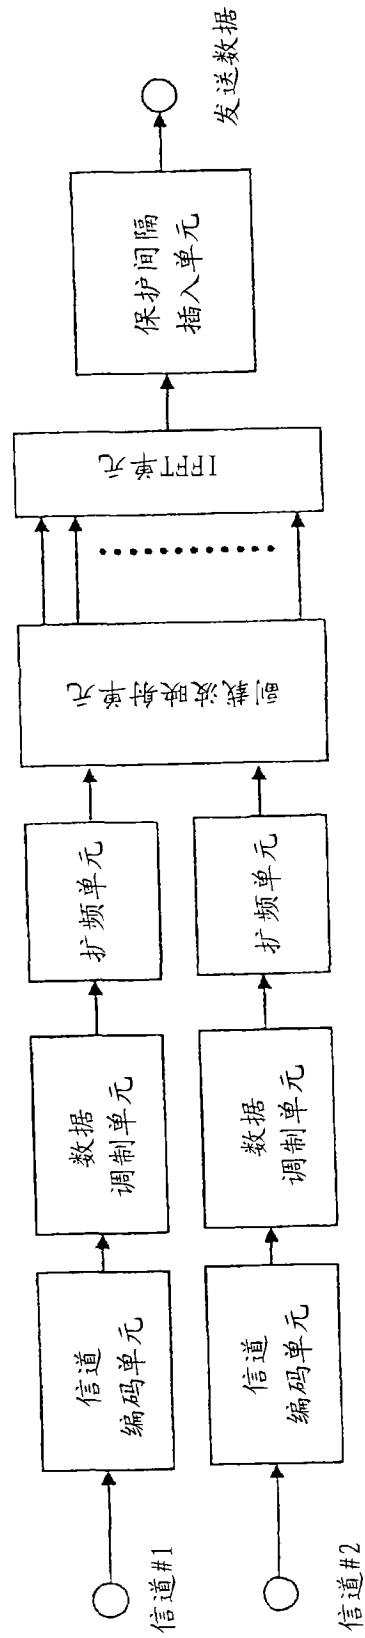 信道#1
信道
编码单元
数据
调制单元
扩频单元
信道#2
信道
编码单元
数据
调制单元
扩频单元
副载波映射单元
IFFT单元
保护间隔
插入单元
发送数据